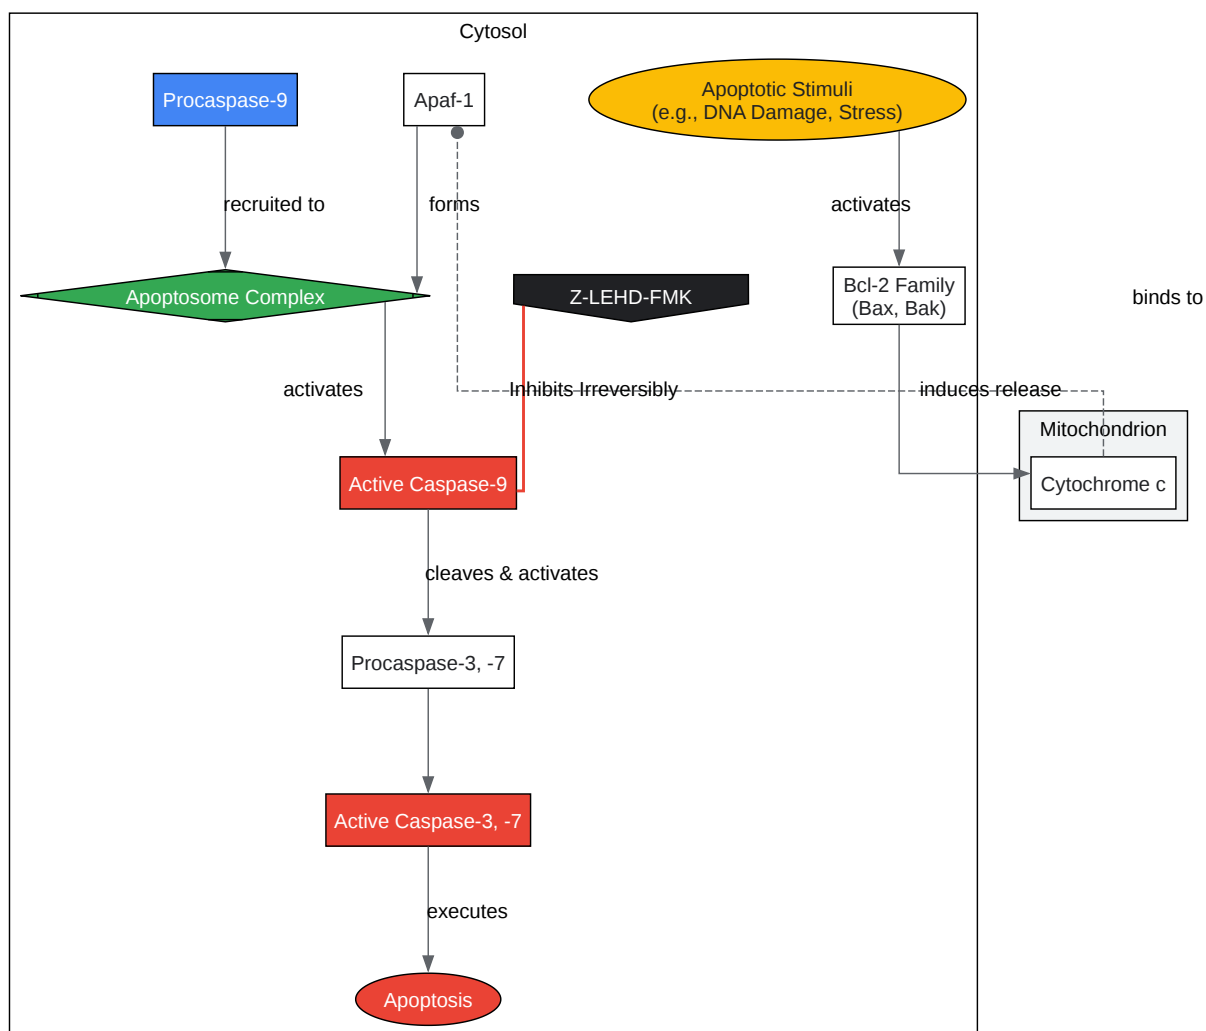 Cytosol
Procaspase-9
Apaf-1
Apoptotic Stimuli
(e.g., DNA Damage, Stress)
recruited to
forms
activates
Apoptosome Complex
Z-LEHD-FMK
Bcl-2 Family
(Bax, Bak)
binds to
activates
Inhibits Irreversibly
induces release
Mitochondrion
Active Caspase-9
Cytochrome c
cleaves & activates
Procaspase-3, -7
Active Caspase-3, -7
executes
Apoptosis